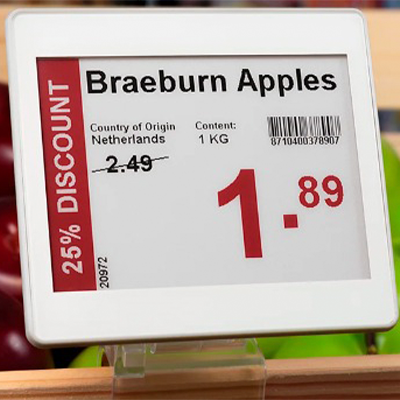 Braeburn Apples
25% DISCOUNT
Country of Origin
Netherlands
Content:
1 KG
8710400378907
2.49
1.89
20972